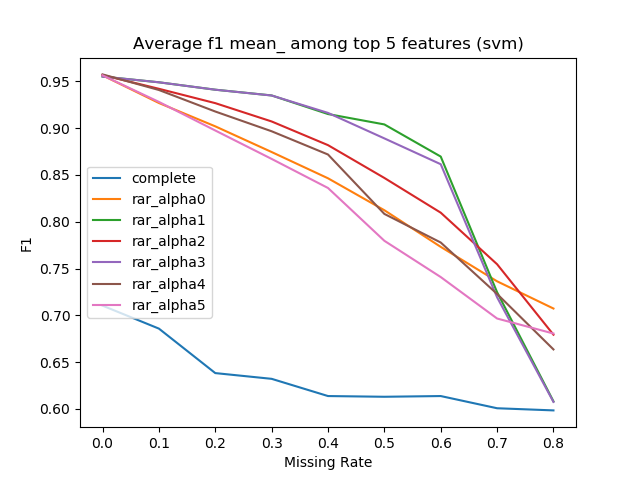 Average f1 mean_ among top 5 features (svm)
0.95
0.90
0.85
0.80
0.75
0.70
0.65
0.60
F1
complete
rar_alpha0
rar_alpha1
rar_alpha2
rar_alpha3
rar_alpha4
rar_alpha5
0.0 0.1 0.2 0.3 0.4 0.5 0.6 0.7 0.8
Missing Rate